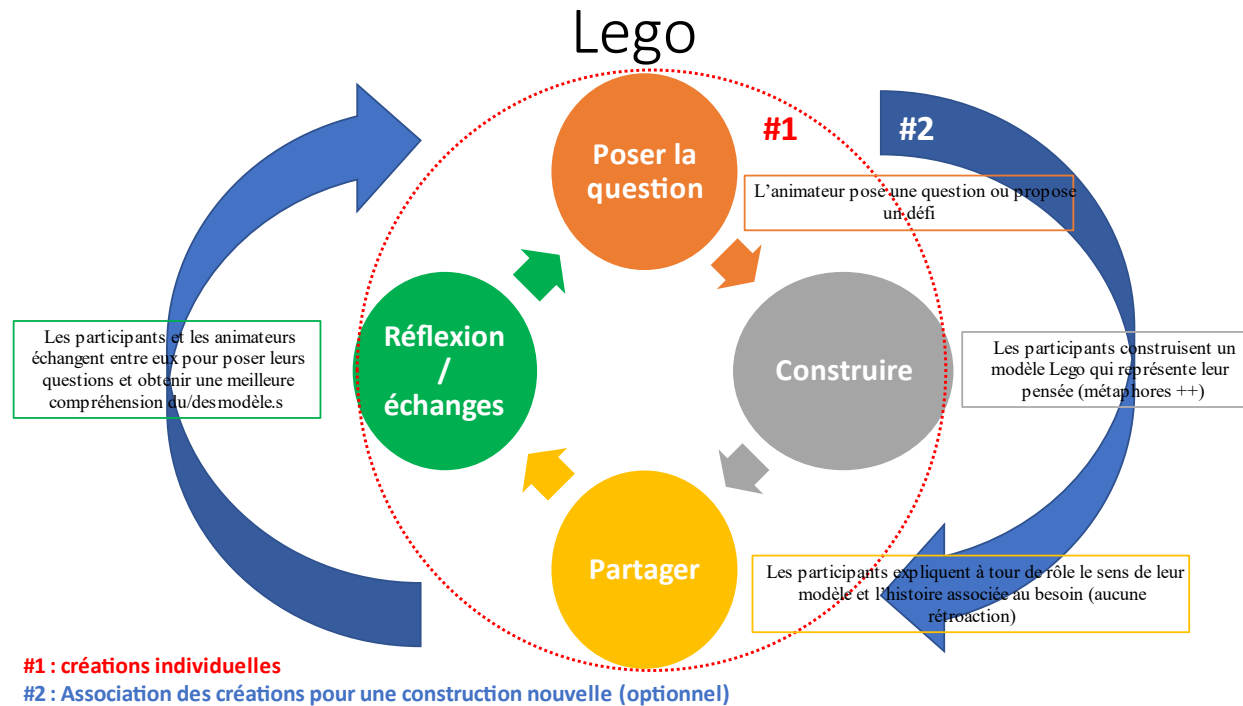 Lego
#1
#2
Poser la
question
L'animateur pose une question ou propose
un défi
Construire
Les participants construisent un
modèle Lego qui représente leur
pensée (métaphores ++)
Partager
Les participants expliquent à tour de rôle le sens de leur
modèle et l'histoire associée au besoin (aucune
rétroaction)
Réflexion
/
échanges
Les participants et les animateurs
échangent entre eux pour poser leurs
questions et obtenir une meilleure
compréhension du/des modèle.s
#1 : créations individuelles
#2 : Association des créations pour une construction nouvelle (optionnel)